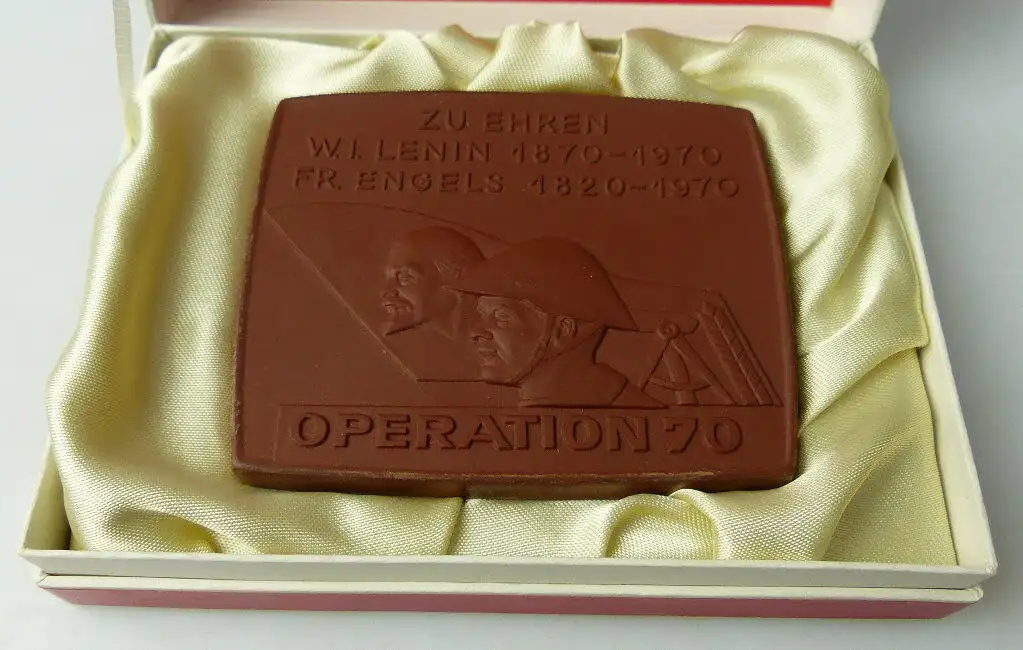 ZU EHREN
W.I. LENIN 1870-1970
FR. ENGELS 1820-1970
OPERATION 70